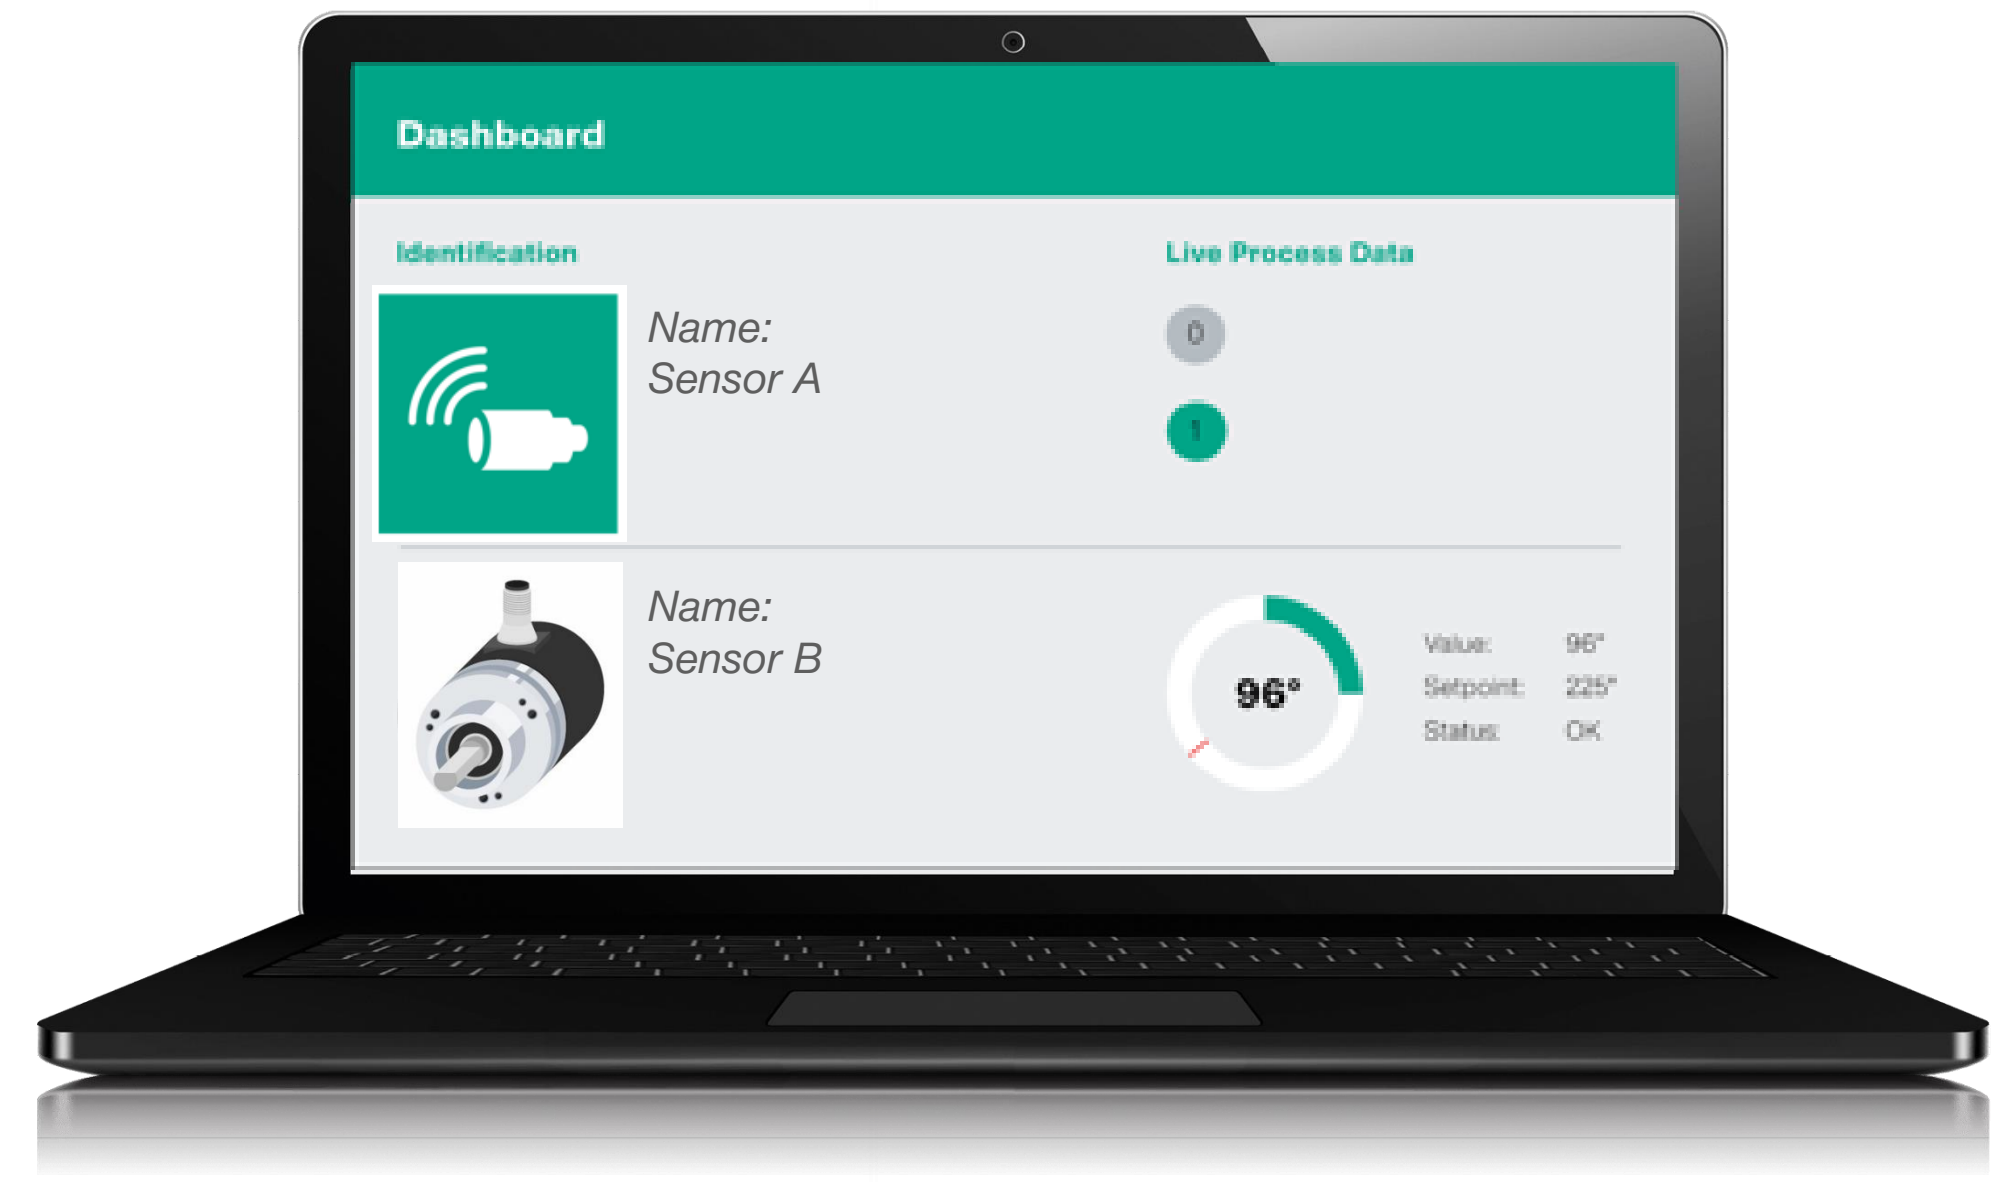 Dashboard
Identification
Live Process Data
Name:
Sensor A
0
1
Name:
Sensor B
96°
Value: 96°
Setpoint: 225°
Status: OK